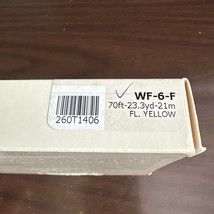 WF-6-F
70ft-23.3yd-21m
FL. YELLOW
260T1406